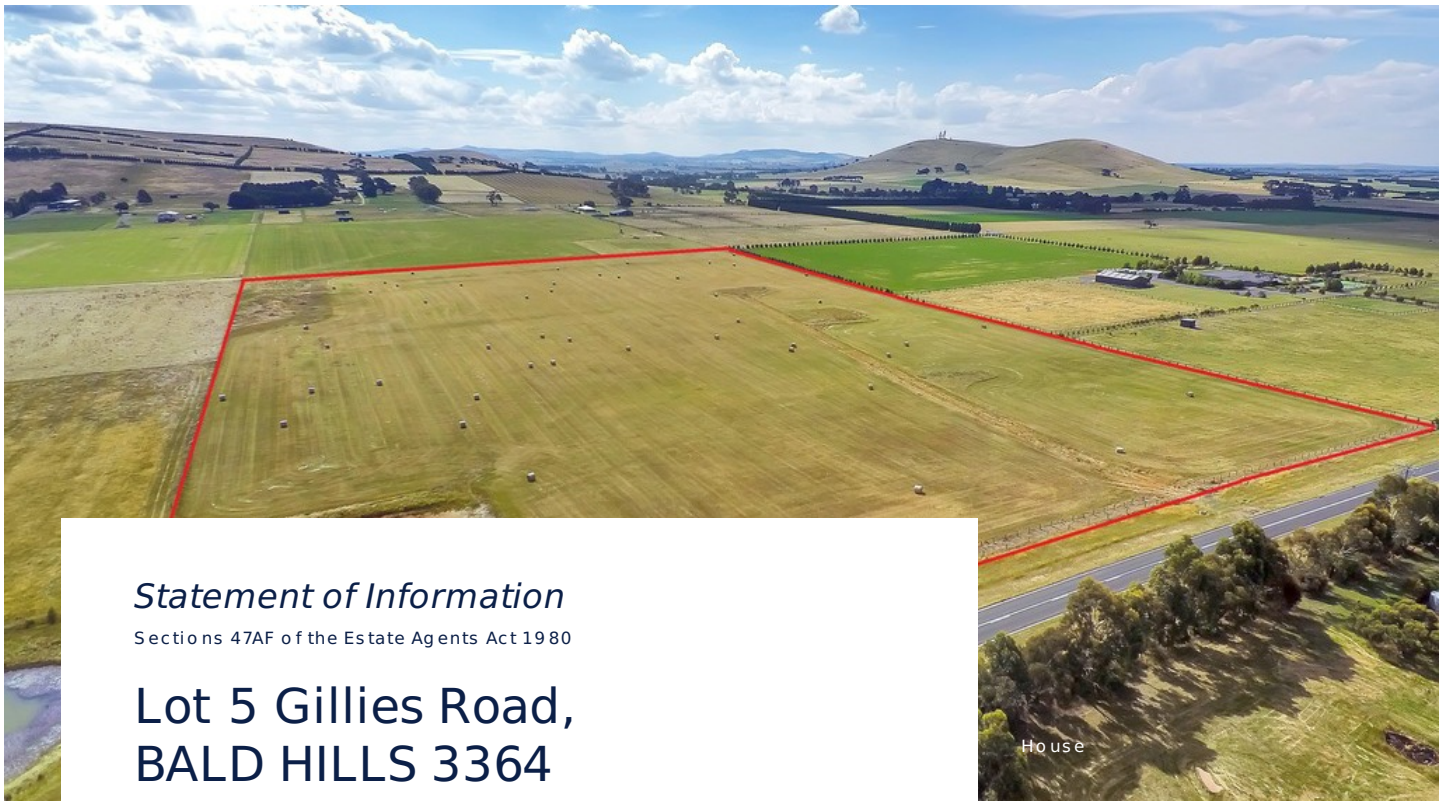 Statement of Information
Sections 47AF of the Estate Agents Act 1980
Lot 5 Gillies Road,
BALD HILLS 3364
House